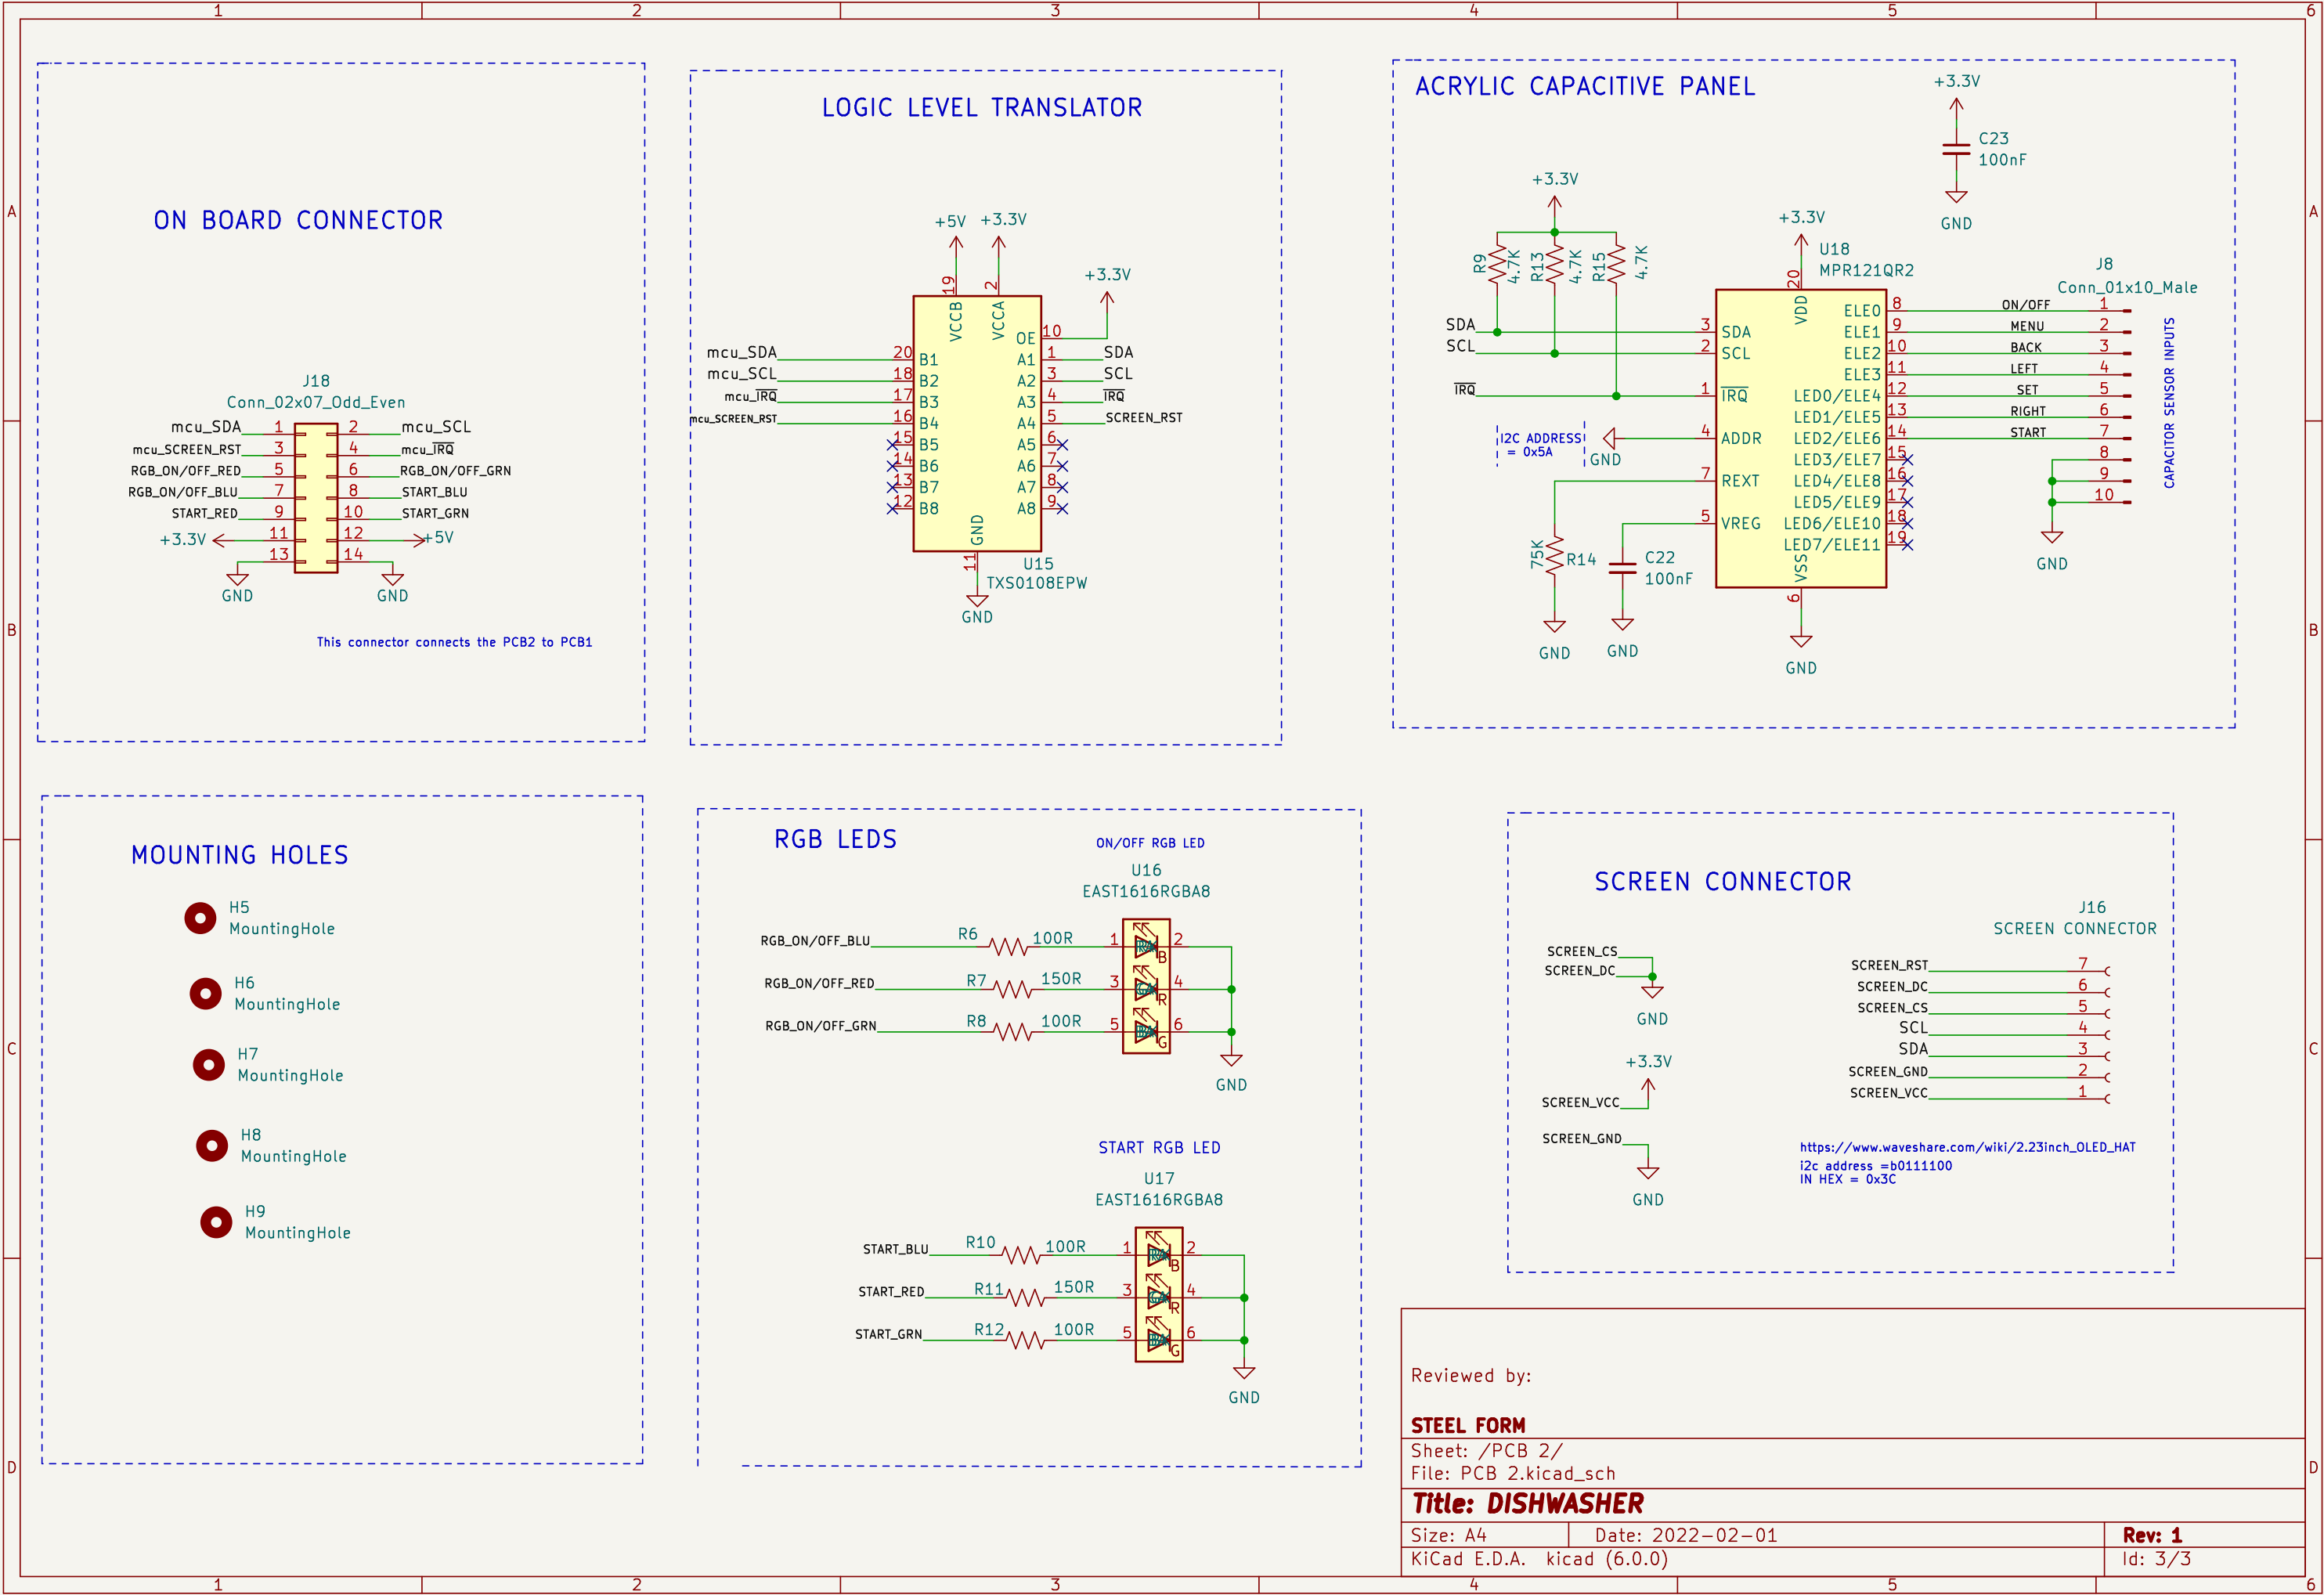 1 2 3 4 5 6
A
B
C
D
A
B
C
D
ON BOARD CONNECTOR
J18
Conn_02x07_Odd_Even
mcu_SDA 1 2 mcu_SCL
mcu_SCREEN_RST 3 4 mcu_IRQ
RGB_ON/OFF_RED 5 6 RGB_ON/OFF_GRN
RGB_ON/OFF_BLU 7 8 START_BLU
START_RED 9 10 START_GRN
+3.3V 11 12 +5V
13 14
GND GND
This connector connects the PCB2 to PCB1
LOGIC LEVEL TRANSLATOR
+5V +3.3V
+3.3V
19 2
VCCB VCCA
OE 10
mcu_SDA 20 B1 A1 1 SDA
mcu_SCL 18 B2 A2 3 SCL
mcu_IRQ 17 B3 A3 4 IRQ
mcu_SCREEN_RST 16 B4 A4 5 SCREEN_RST
15 B5 A5 6
14 B6 A6 7
13 B7 A7 8
12 B8 A8 9
GND
11
U15
TXS0108EPW
GND
ACRYLIC CAPACITIVE PANEL
+3.3V
C23
100nF
GND
+3.3V
R9 4.7K R13 4.7K R15 4.7K
+3.3V
U18
MPR121QR2
20
VDD
SDA 3 SDA
SCL 2 SCL
IRQ 1 IRQ
I2C ADDRESS
= 0x5A
GND
4 ADDR
7 REXT
5 VREG
75K R14
C22
100nF
GND GND
ELE0 8 ON/OFF 1
ELE1 9 MENU 2
ELE2 10 BACK 3
ELE3 11 LEFT 4
LED0/ELE4 12 SET 5
LED1/ELE5 13 RIGHT 6
LED2/ELE6 14 START 7
LED3/ELE7 15 8
LED4/ELE8 16 9
LED5/ELE9 17 10
LED6/ELE10 18
LED7/ELE11 19
VSS
6
GND
J8
Conn_01x10_Male
CAPACITOR SENSOR INPUTS
GND
MOUNTING HOLES
H5
MountingHole
H6
MountingHole
H7
MountingHole
H8
MountingHole
H9
MountingHole
RGB LEDS
ON/OFF RGB LED
U16
EAST1616RGBA8
RGB_ON/OFF_BLU R6 100R 1 2 B
RGB_ON/OFF_RED R7 150R 3 4 R
RGB_ON/OFF_GRN R8 100R 5 6 G
GND
START RGB LED
U17
EAST1616RGBA8
START_BLU R10 100R 1 2 B
START_RED R11 150R 3 4 R
START_GRN R12 100R 5 6 G
GND
SCREEN CONNECTOR
J16
SCREEN CONNECTOR
SCREEN_CS
SCREEN_DC
GND
+3.3V
SCREEN_VCC
SCREEN_GND
GND
SCREEN_RST 7
SCREEN_DC 6
SCREEN_CS 5
SCL 4
SDA 3
SCREEN_GND 2
SCREEN_VCC 1
https://www.waveshare.com/wiki/2.23inch_OLED_HAT
i2c address =b0111100
IN HEX = 0x3C
Reviewed by:
STEEL FORM
Sheet: /PCB 2/
File: PCB 2.kicad_sch
Title: DISHWASHER
Size: A4 Date: 2022-02-01 Rev: 1
KiCad E.D.A. kicad (6.0.0) Id: 3/3
1 2 3 4 5 6